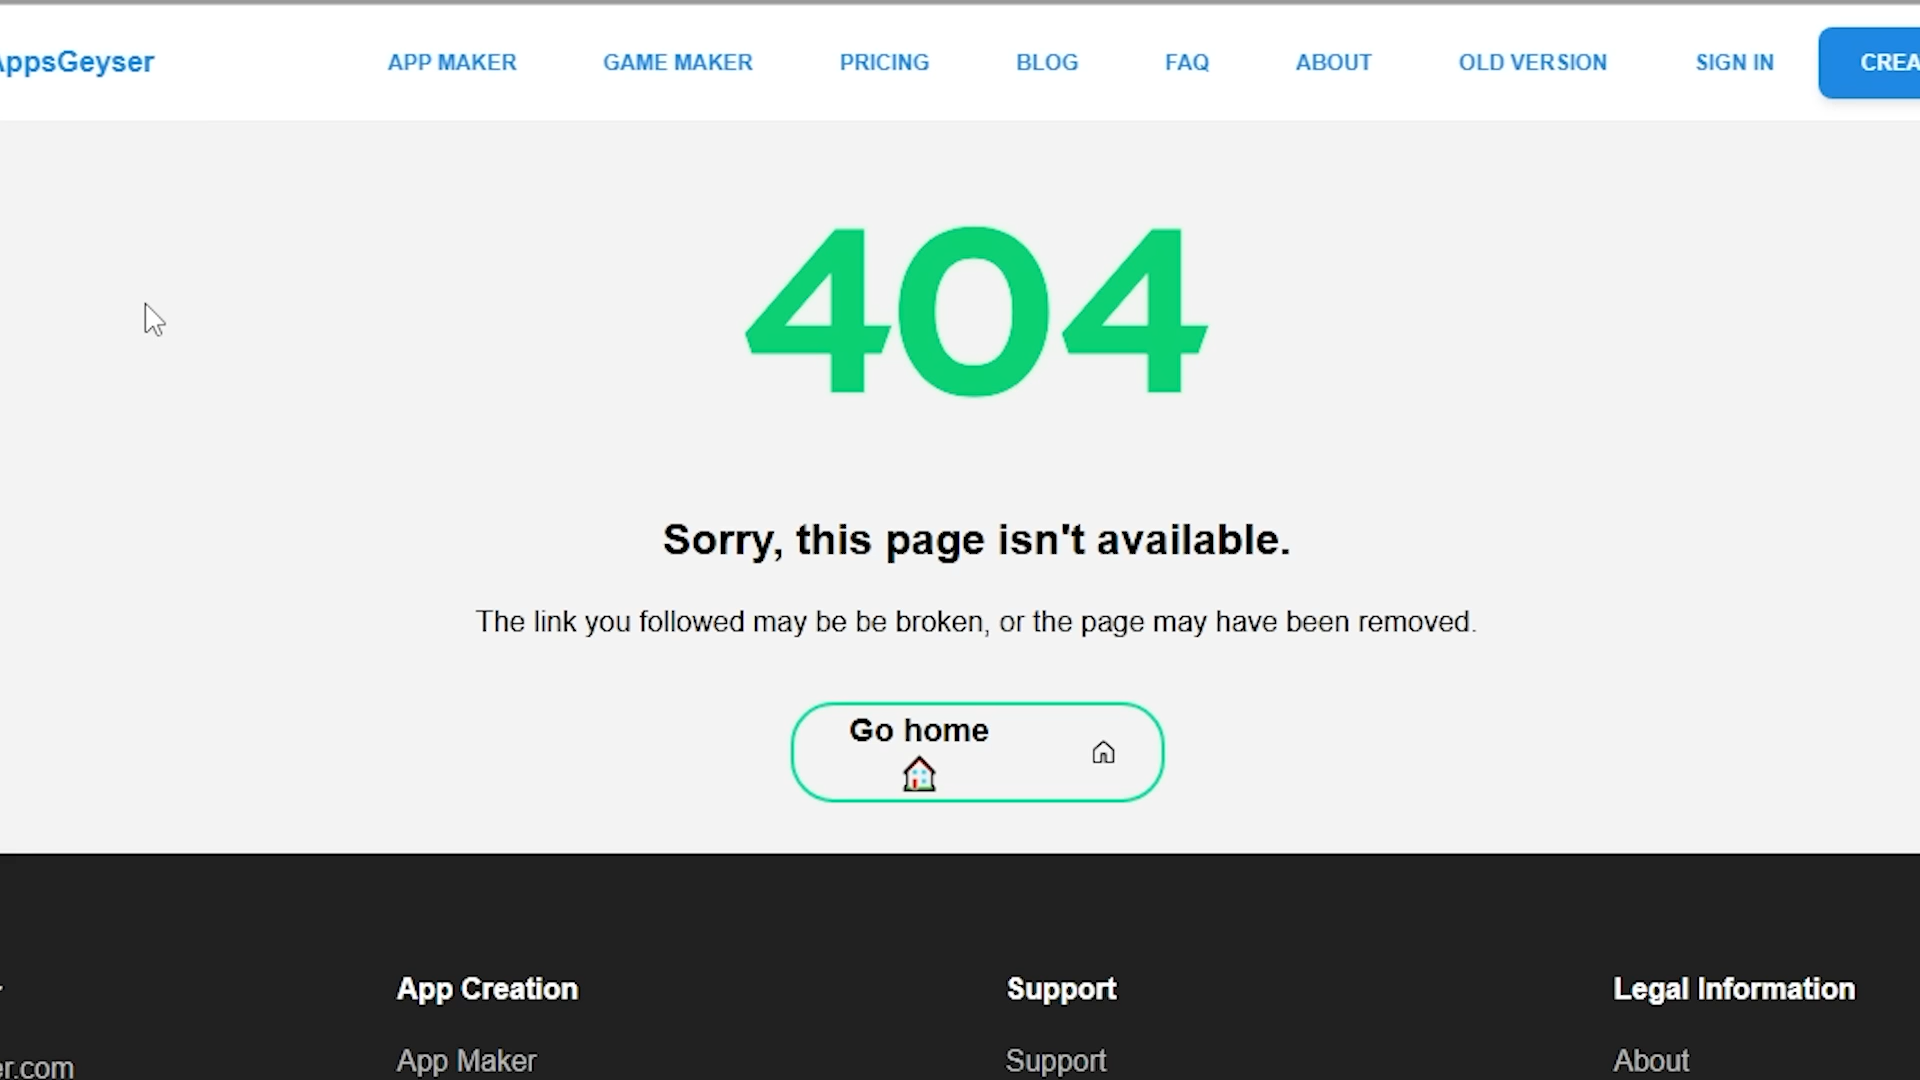 AppsGeyser
APP MAKER
GAME MAKER
PRICING
BLOG
FAQ
ABOUT
OLD VERSION
SIGN IN
CREA
404
Sorry, this page isn't available.
The link you followed may be be broken, or the page may have been removed.
Go home
App Creation
Support
Legal Information
er.com
App Maker
Support
About